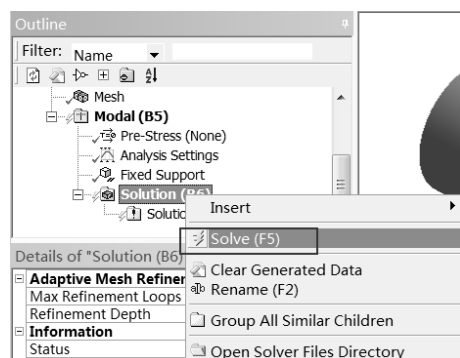 Outline
Filter: Name
Mesh
Modal (B5)
Pre-Stress (None)
Analysis Settings
Fixed Support
Solution (B6)
Solutio
Insert
Solve (F5)
Clear Generated Data
Rename (F2)
Group All Similar Children
Open Solver Files Directory
Details of "Solution (B6)
Adaptive Mesh Refiner
Max Refinement Loops
Refinement Depth
Information
Status